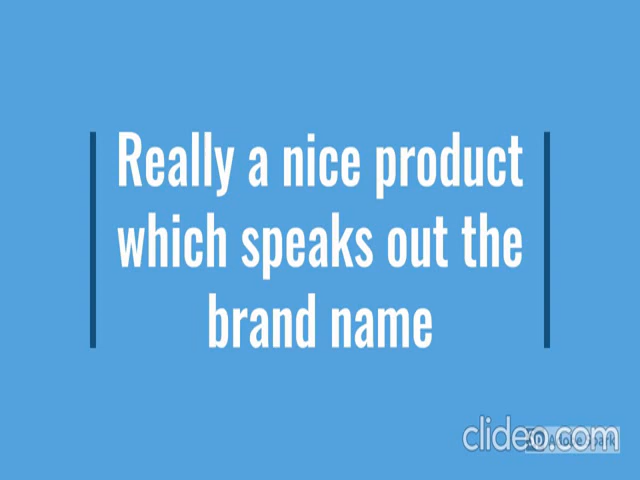 Really a nice product
which speaks out the
brand name
clideo.com